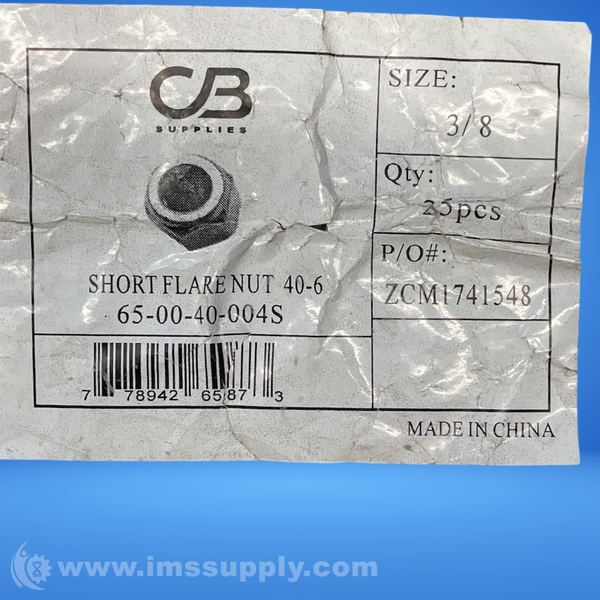 CB
SUPPLIES
SHORT FLARE NUT 40-6
65-00-40-004S
7 78942 65187 3
SIZE:
3/8
Qty:
25pcs
P/O#:
ZCM1741548
MADE IN CHINA
www.imssupply.com